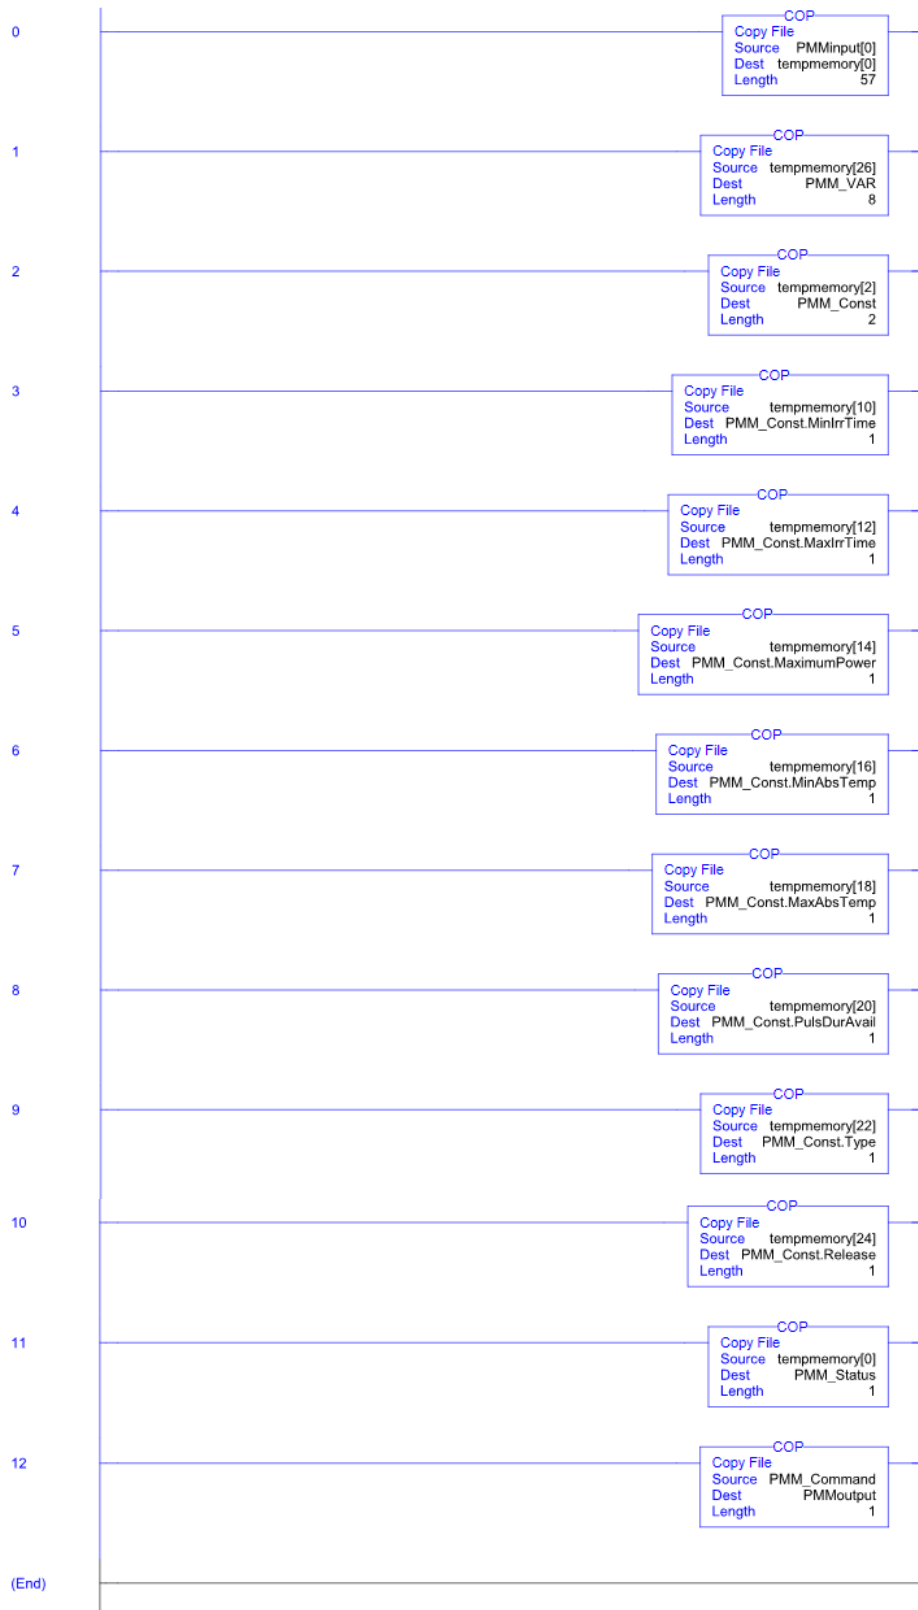 0
COP
Copy File
Source PMMinput[0]
Dest tempmemory[0]
Length 57
1
COP
Copy File
Source tempmemory[26]
Dest PMM_VAR
Length 8
2
COP
Copy File
Source tempmemory[2]
Dest PMM_Const
Length 2
3
COP
Copy File
Source tempmemory[10]
Dest PMM_Const.MinIrrTime
Length 1
4
COP
Copy File
Source tempmemory[12]
Dest PMM_Const.MaxIrrTime
Length 1
5
COP
Copy File
Source tempmemory[14]
Dest PMM_Const.MaximumPower
Length 1
6
COP
Copy File
Source tempmemory[16]
Dest PMM_Const.MinAbsTemp
Length 1
7
COP
Copy File
Source tempmemory[18]
Dest PMM_Const.MaxAbsTemp
Length 1
8
COP
Copy File
Source tempmemory[20]
Dest PMM_Const.PulsDurAvail
Length 1
9
COP
Copy File
Source tempmemory[22]
Dest PMM_Const.Type
Length 1
10
COP
Copy File
Source tempmemory[24]
Dest PMM_Const.Release
Length 1
11
COP
Copy File
Source tempmemory[0]
Dest PMM_Status
Length 1
12
COP
Copy File
Source PMM_Command
Dest PMMoutput
Length 1
(End)